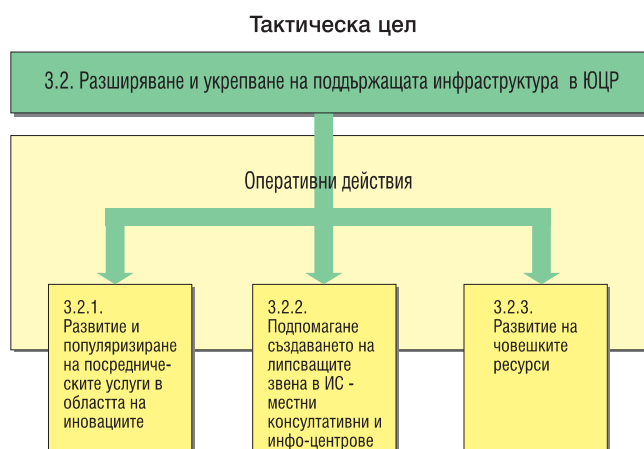 Тактическа цел
3.2. Разширяване и укрепване на поддържащата инфраструктура в ЮЦР
Оперативни действия
3.2.1.
Развитие и
популяризиране
на посредниче-
ските услуги в
областта на
иновациите
3.2.2.
Подпомагане
създаването на
липсващите
звена в ИС -
местни
консултативни и
инфо-центрове
3.2.3.
Развитие на
човешките
ресурси